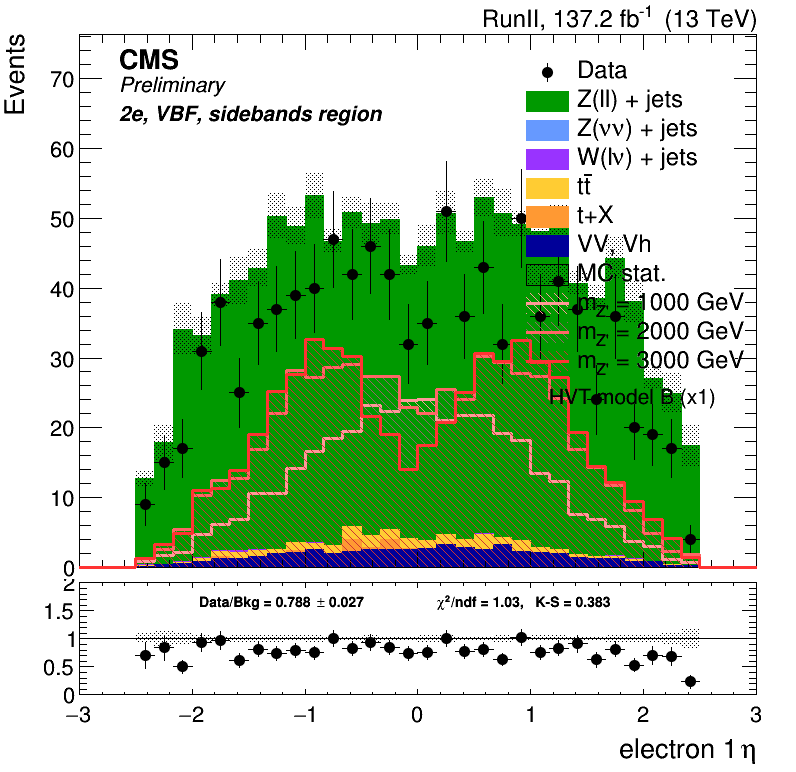 RunII, 137.2 fb⁻¹ (13 TeV)
Events
CMS
Preliminary
2e, VBF, sidebands region
Data
Z(ll) + jets
Z(νν) + jets
W(lν) + jets
tt̄
t+X
VV, Vh
MC stat.
m_Z' = 1000 GeV
m_Z' = 2000 GeV
m_Z' = 3000 GeV
HVT model B (x1)
70
60
50
40
30
20
10
0
Data/Bkg = 0.788 ± 0.027 χ²/ndf = 1.03, K-S = 0.383
2
1.5
1
0.5
0
−3 −2 −1 0 1 2 3
electron 1 η